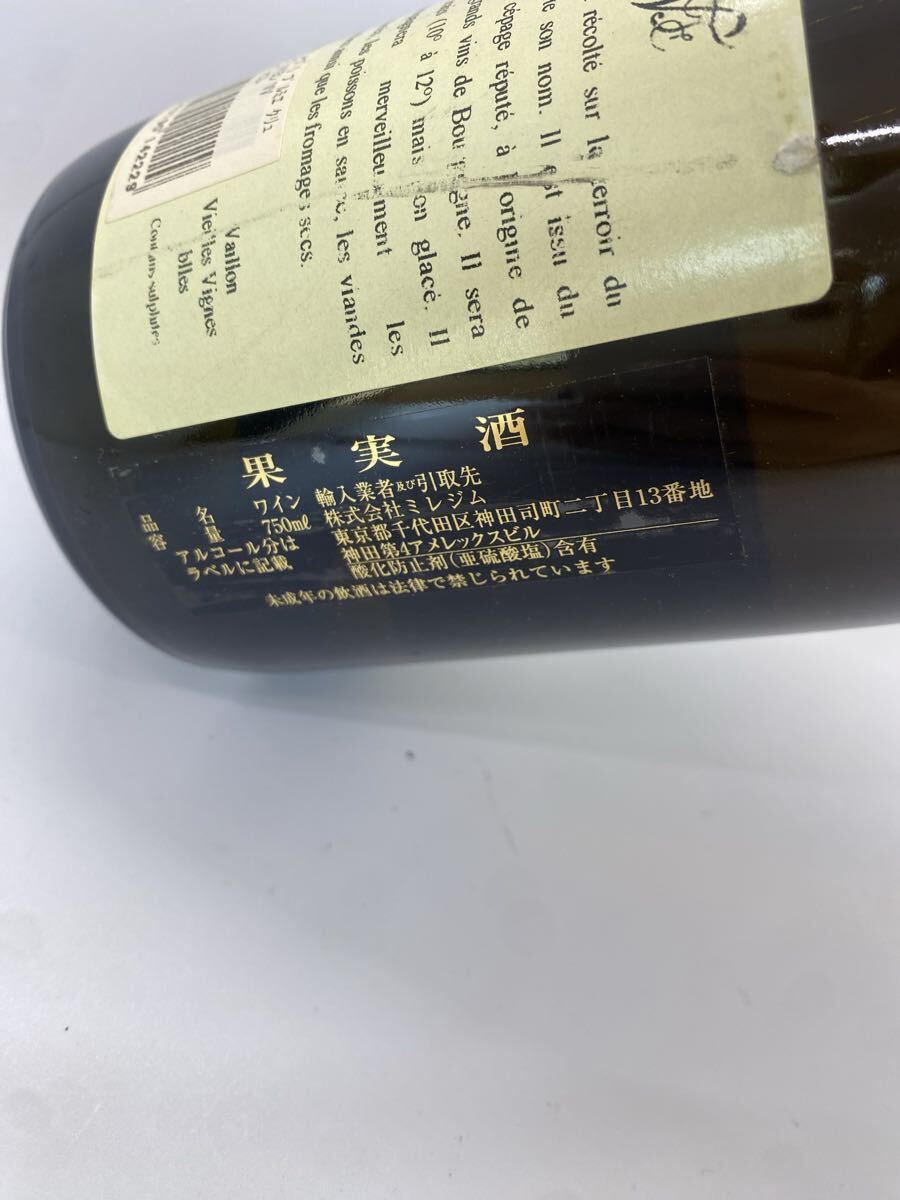 récolté sur la terroir du
son nom. Il est issu du
cépage réputé, à l'origine de
grands vins de Bourgogne. Il sera
(10° à 12°) mais non glacé. Il
merveilleusement les
les poissons en sauce, les viandes
ainsi que les fromages secs.
Vaillon
Vieilles Vignes
blles
Contains sulphites
42228
果実酒
品名 ワイン
容量 750mℓ
アルコール分は
ラベルに記載
輸入業者及び引取先
株式会社ミレジム
東京都千代田区神田司町二丁目13番地
神田第4アメレックスビル
酸化防止剤(亜硫酸塩)含有
未成年の飲酒は法律で禁じられています